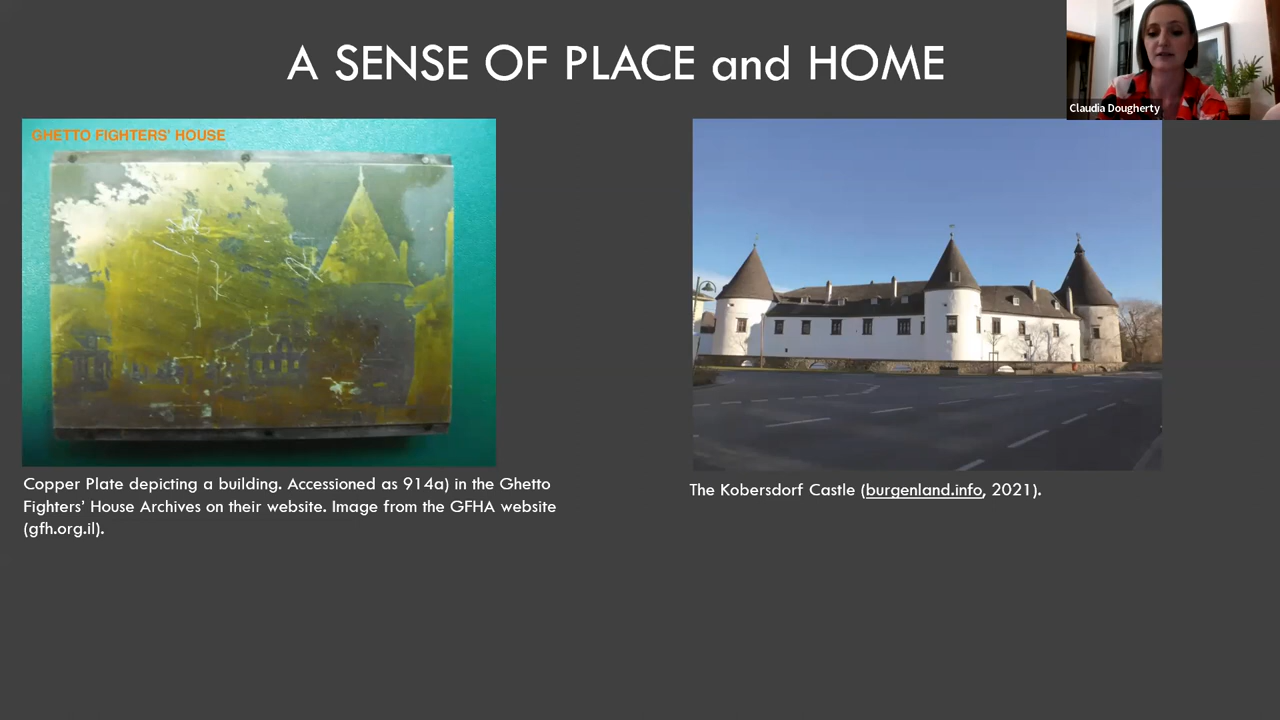 A SENSE OF PLACE and HOME
Claudia Dougherty
GHETTO FIGHTERS' HOUSE
Copper Plate depicting a building. Accessioned as 914a) in the Ghetto
Fighters' House Archives on their website. Image from the GFHA website
(gfh.org.il).
The Kobersdorf Castle (burgenland.info, 2021).